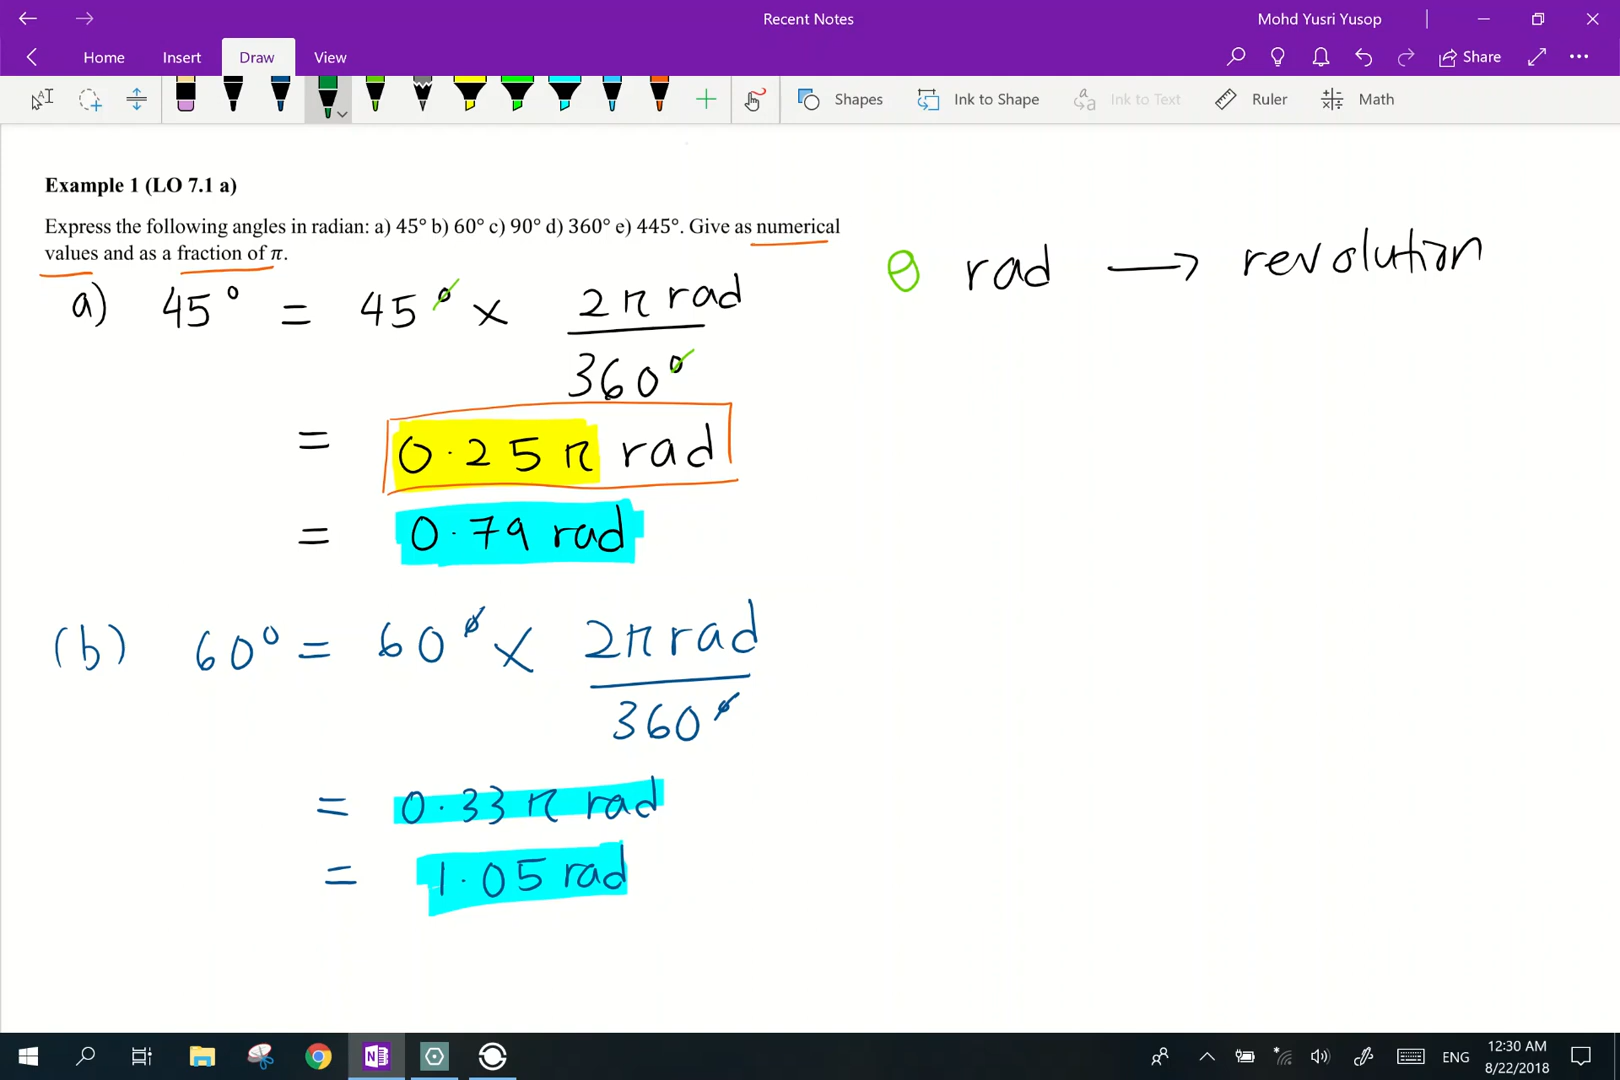 Recent Notes
Mohd Yusri Yusop
Home Insert Draw View
Share
Shapes Ink to Shape Ink to Text Ruler Math
Example 1 (LO 7.1 a)
Express the following angles in radian: a) 45° b) 60° c) 90° d) 360° e) 445°. Give as numerical
values and as a fraction of π.
a) 45° = 45° × 2π rad
360°
= 0.25π rad
= 0.79 rad
(b) 60° = 60° × 2π rad
360°
= 0.33π rad
= 1.05 rad
θ rad → revolution
ENG
12:30 AM
8/22/2018